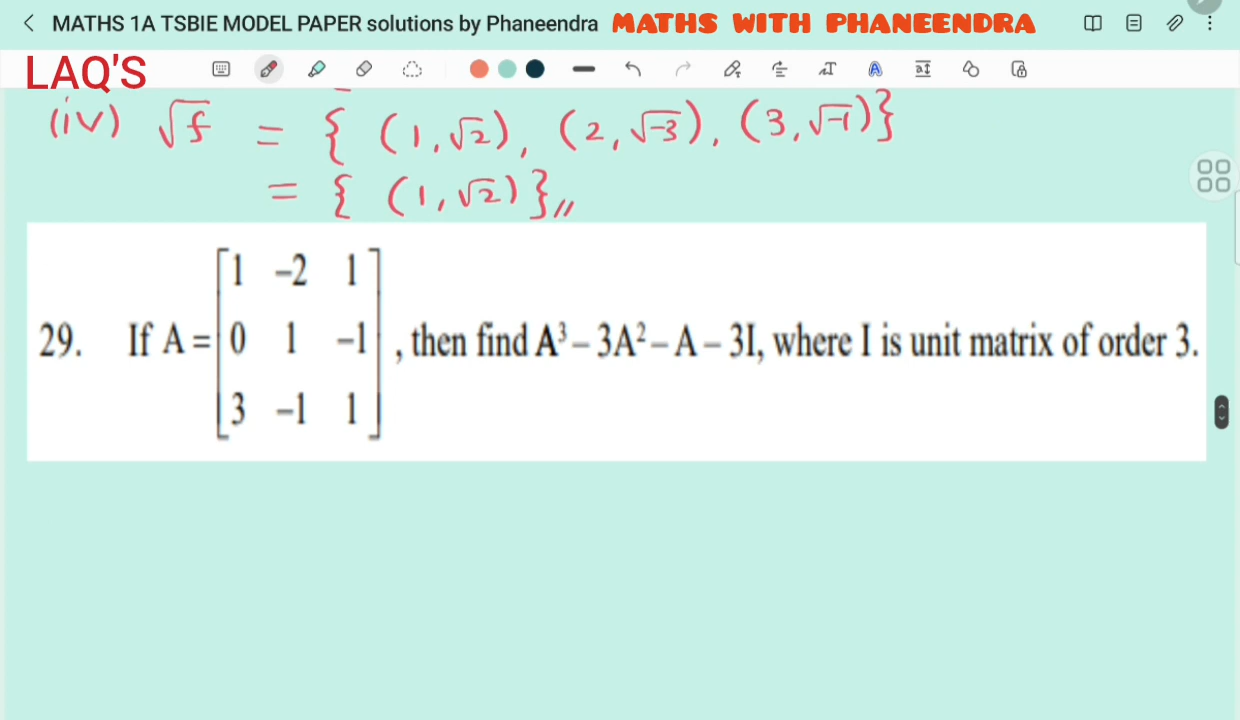 MATHS 1A TSBIE MODEL PAPER solutions by Phaneendra MATHS WITH PHANEENDRA
LAQ'S
(iv) √f = { (1,√2), (2,√-3), (3,√-1)}
= { (1,√2)}//
29. If A = [1 -2 1; 0 1 -1; 3 -1 1], then find A³ – 3A² – A – 3I, where I is unit matrix of order 3.